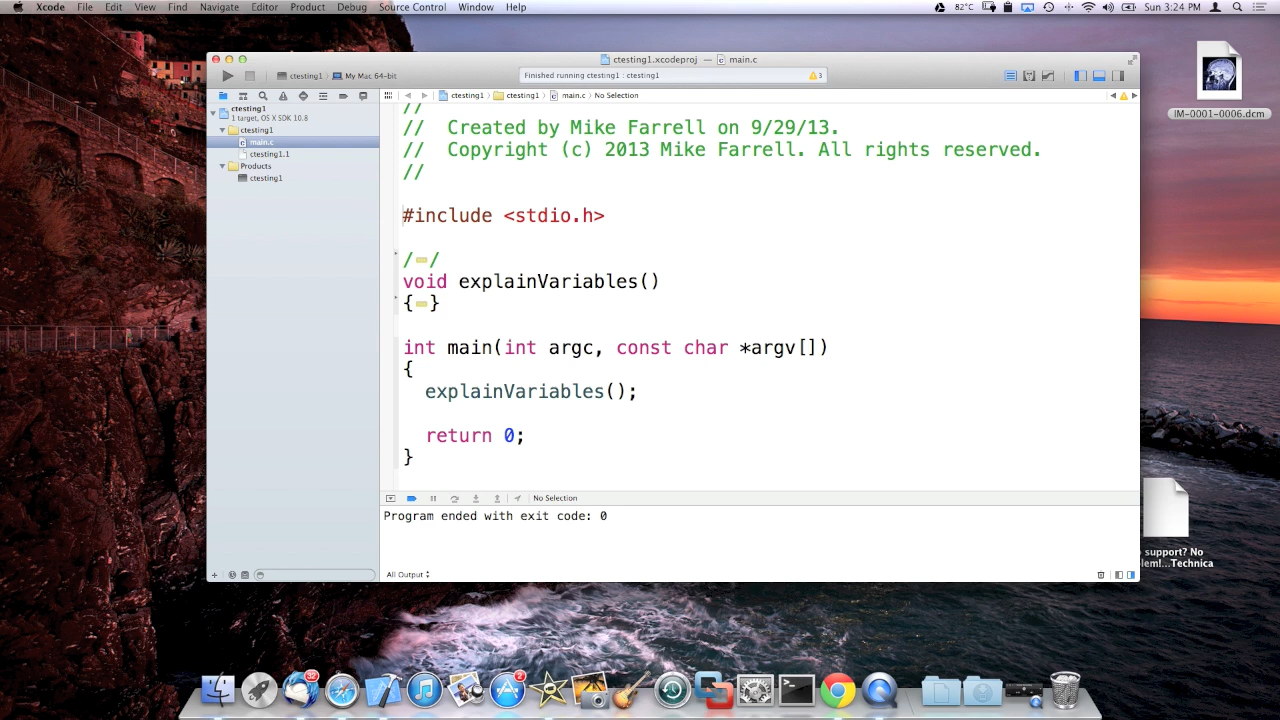 Xcode File Edit View Find Navigate Editor Product Debug Source Control Window Help
82°C Sun 3:24 PM
ctesting1.xcodeproj — main.c
ctesting1 My Mac 64-bit
Finished running ctesting1 : ctesting1
3
ctesting1 ctesting1 main.c No Selection
ctesting1
1 target, OS X SDK 10.8
ctesting1
main.c
ctesting1.1
Products
ctesting1
//
// Created by Mike Farrell on 9/29/13.
// Copyright (c) 2013 Mike Farrell. All rights reserved.
//
#include <stdio.h>
/ /
void explainVariables()
{ }
int main(int argc, const char *argv[])
{
explainVariables();
return 0;
}
No Selection
Program ended with exit code: 0
All Output
IM-0001-0006.dcm
support? No
lem!...Technica
32
2